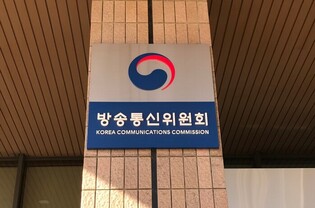 방송통신위원회
KOREA COMMUNICATIONS COMMISSION